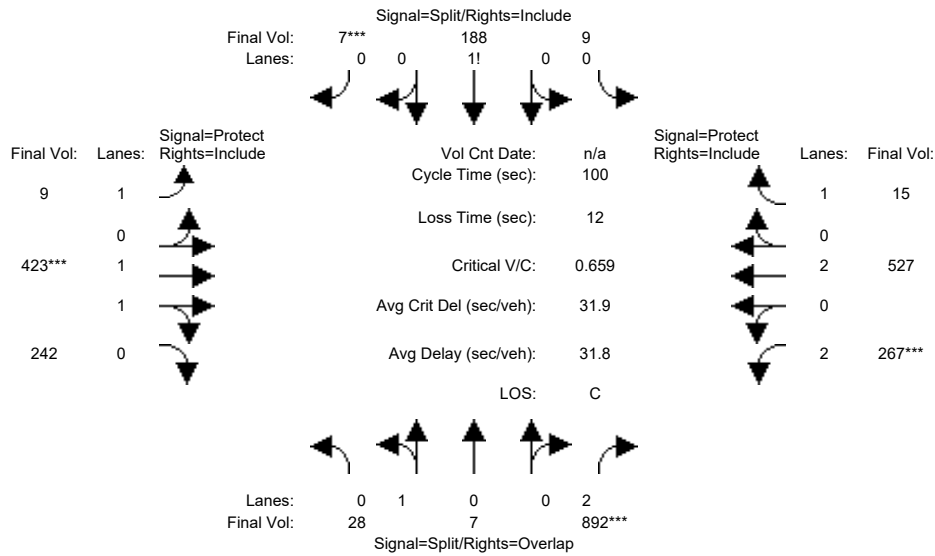 Signal=Split/Rights=Include
Final Vol: 7*** 188 9
Lanes: 0 0 1! 0 0
Signal=Protect
Final Vol: Lanes: Rights=Include
Vol Cnt Date: n/a
Signal=Protect
Rights=Include Lanes: Final Vol:
Cycle Time (sec): 100
9 1
1 15
Loss Time (sec): 12
0
0
423*** 1
Critical V/C: 0.659
2 527
1
Avg Crit Del (sec/veh): 31.9
0
242 0
Avg Delay (sec/veh): 31.8
2 267***
LOS: C
Lanes: 0 1 0 0 2
Final Vol: 28 7 892***
Signal=Split/Rights=Overlap